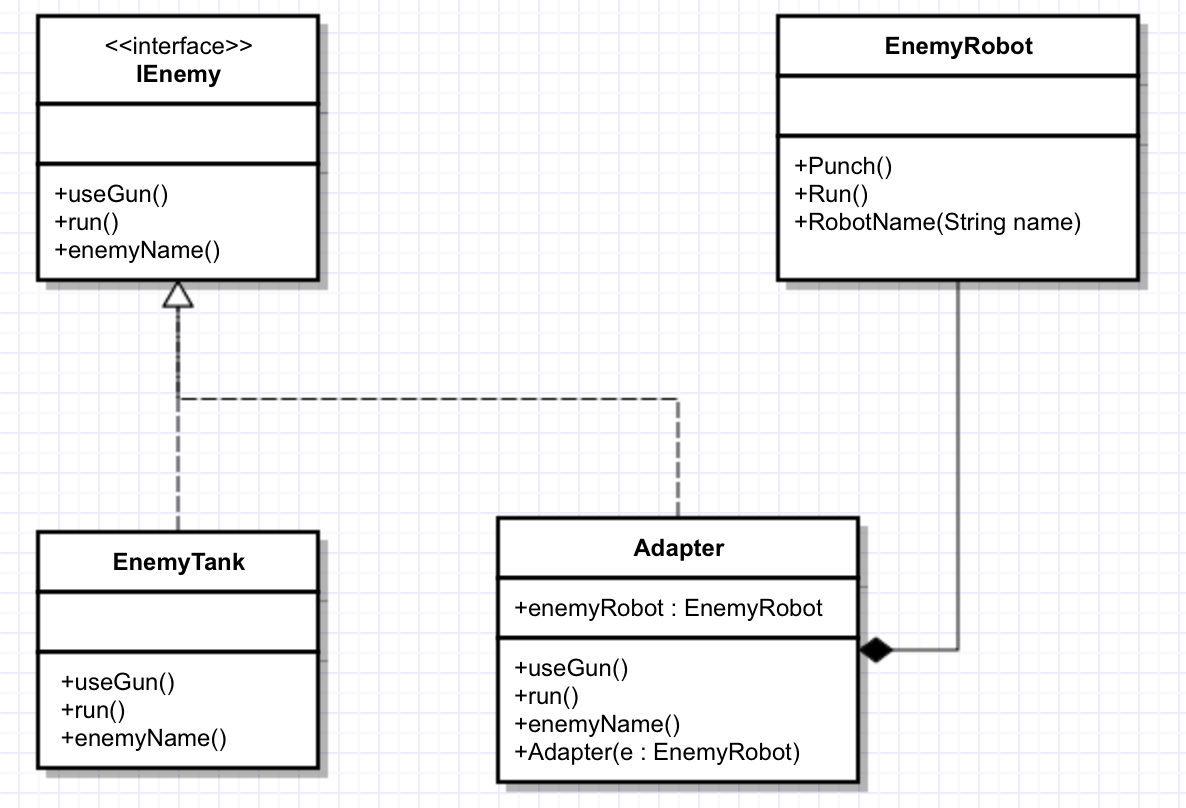 <<interface>>
IEnemy
+useGun()
+run()
+enemyName()
EnemyRobot
+Punch()
+Run()
+RobotName(String name)
EnemyTank
+useGun()
+run()
+enemyName()
Adapter
+enemyRobot : EnemyRobot
+useGun()
+run()
+enemyName()
+Adapter(e : EnemyRobot)